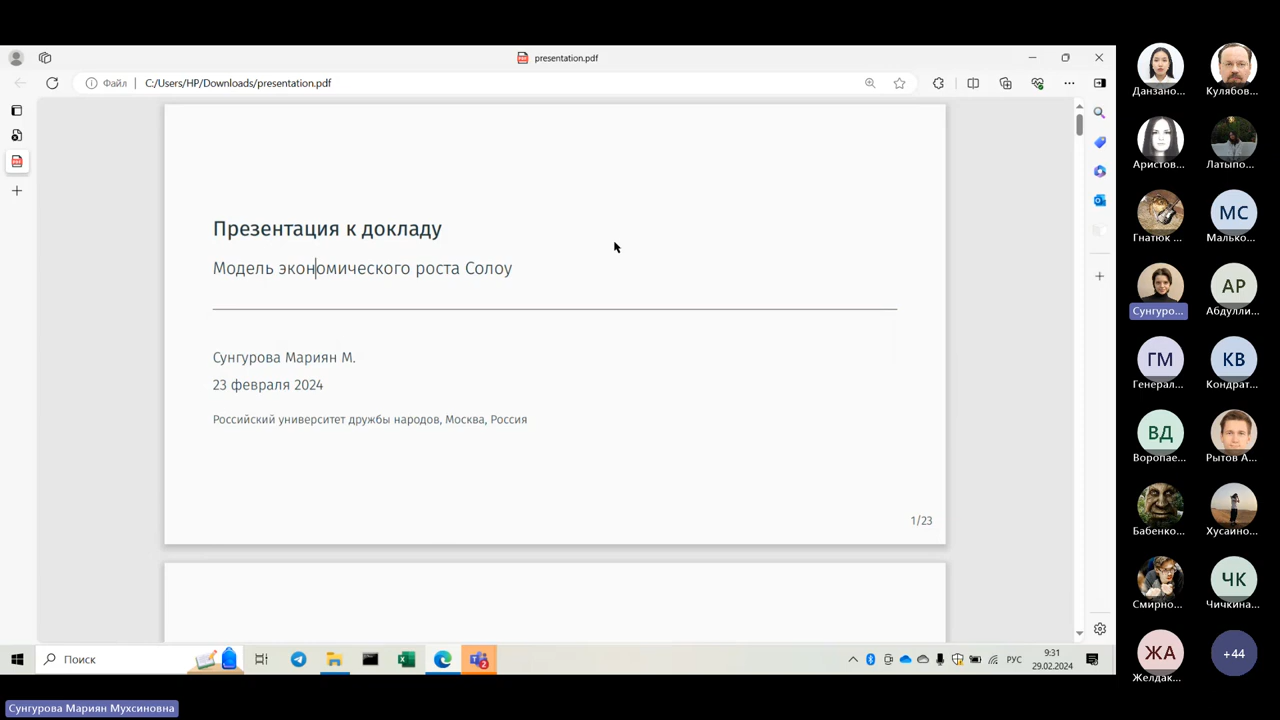 presentation.pdf
Файл
C:/Users/HP/Downloads/presentation.pdf
Презентация к докладу
Модель экономического роста Солоу
Сунгурова Мариян М.
23 февраля 2024
Российский университет дружбы народов, Москва, Россия
1/23
Данзано...
Кулябов...
Аристов...
Латыпо...
Гнатюк ...
МС
Малько...
Сунгуро...
АР
Абдулли...
ГМ
Генерал...
КВ
Кондрат...
ВД
Воропае...
Рытов А...
Бабенко...
Хусаино...
Смирно...
ЧК
Чичкина...
ЖА
Желдак...
+44
Поиск
2
РУС
9:31
29.02.2024
Сунгурова Мариян Мухсиновна